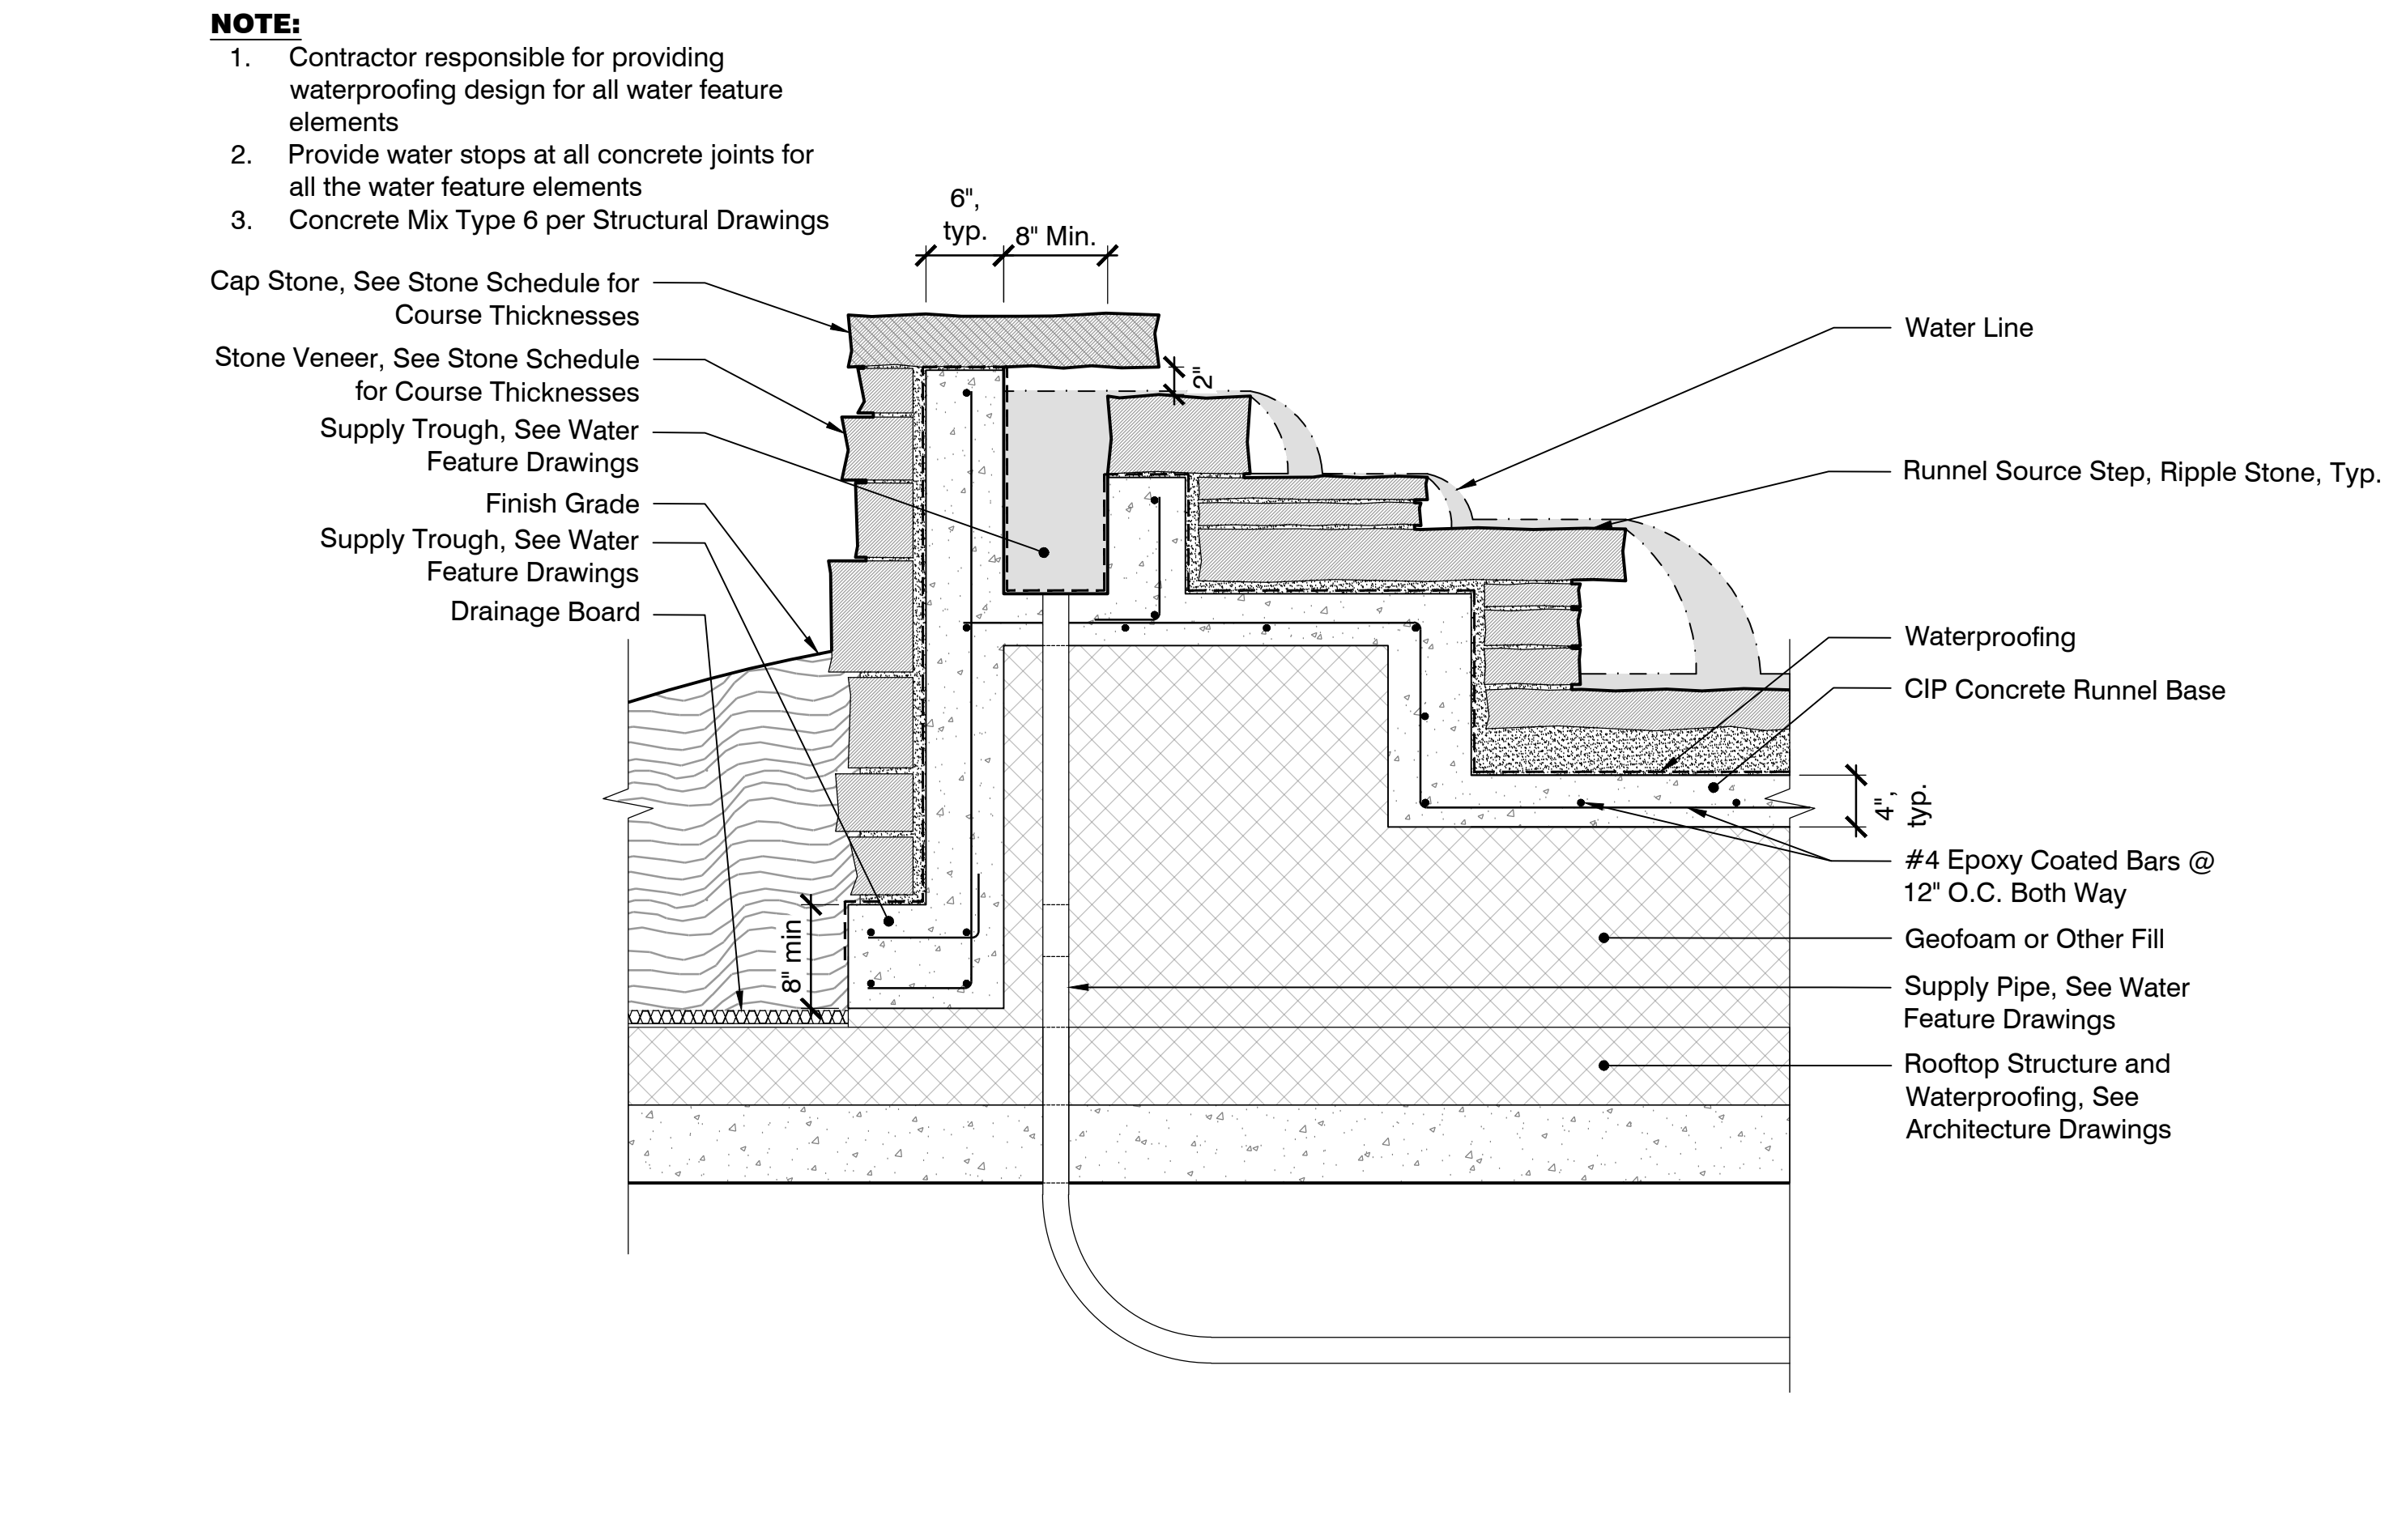 NOTE:
1. Contractor responsible for providing
waterproofing design for all water feature
elements
2. Provide water stops at all concrete joints for
all the water feature elements
3. Concrete Mix Type 6 per Structural Drawings
6",
typ.
8" Min.
Cap Stone, See Stone Schedule for
Course Thicknesses
Stone Veneer, See Stone Schedule
for Course Thicknesses
Supply Trough, See Water
Feature Drawings
Finish Grade
Supply Trough, See Water
Feature Drawings
Drainage Board
2"
8" min
Water Line
Runnel Source Step, Ripple Stone, Typ.
Waterproofing
CIP Concrete Runnel Base
4",
typ.
#4 Epoxy Coated Bars @
12" O.C. Both Way
Geofoam or Other Fill
Supply Pipe, See Water
Feature Drawings
Rooftop Structure and
Waterproofing, See
Architecture Drawings